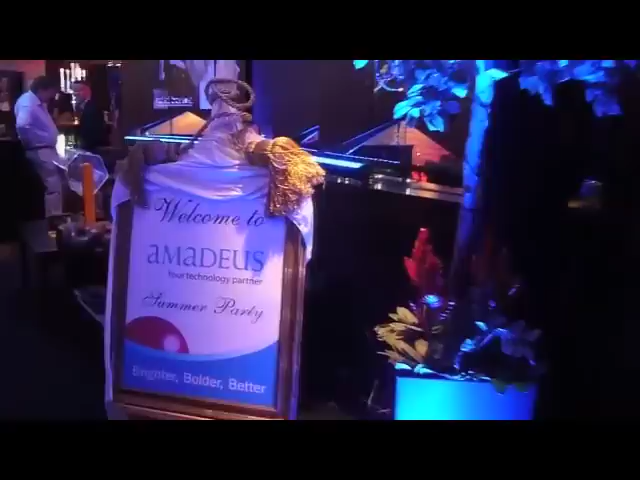 Welcome to
amaDEUS
Your technology partner
Summer Party
Brighter, Bolder, Better